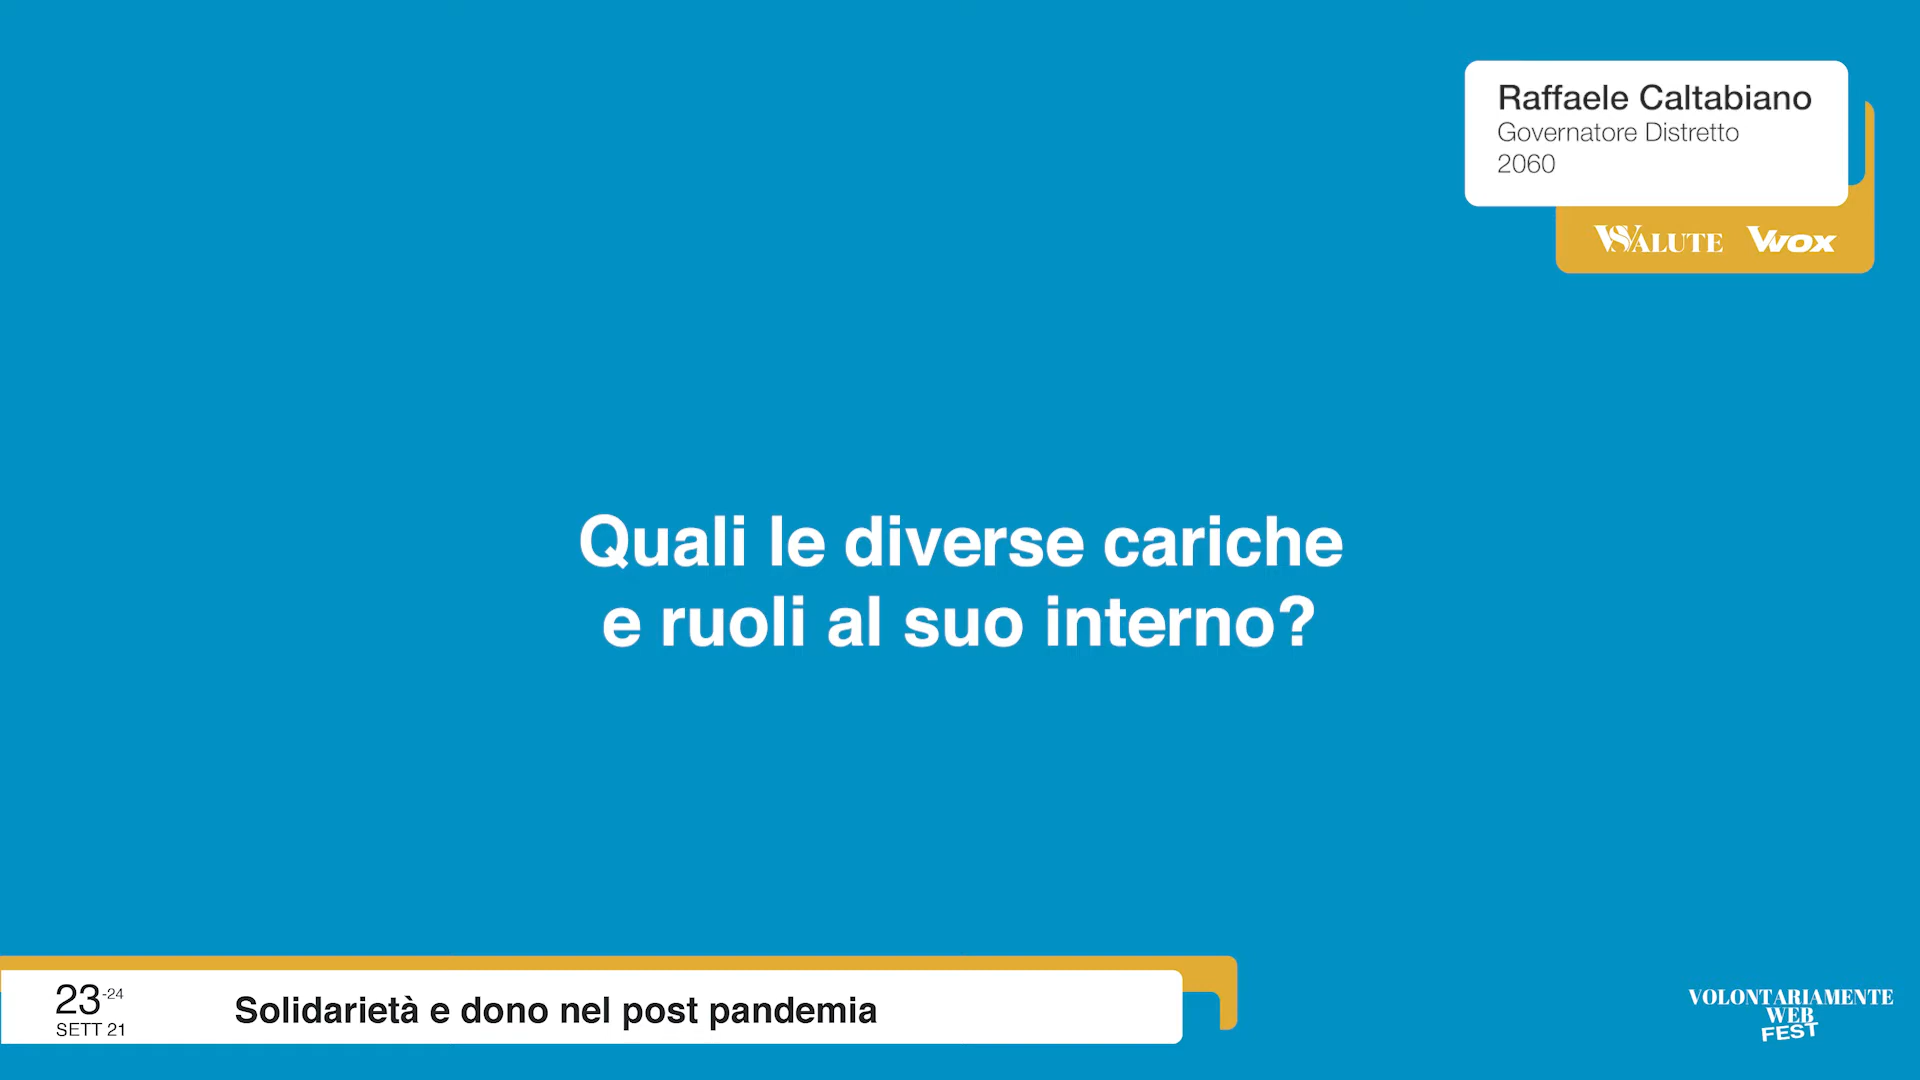 Raffaele Caltabiano
Governatore Distretto
2060
VSALUTE Vvox
Quali le diverse cariche
e ruoli al suo interno?
23-24
SETT 21
Solidarietà e dono nel post pandemia
VOLONTARIAMENTE
WEB
FEST